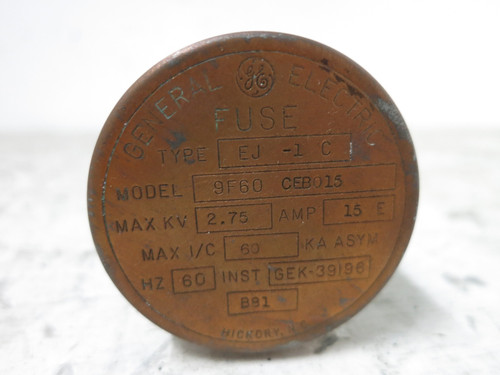 GENERAL GE ELECTRIC
FUSE
TYPE EJ -1 C
MODEL 9F60 CEB015
MAX KV 2.75 AMP 15 E
MAX I/C 60 KA ASYM
HZ 60 INST GEK-39196
BB1
HICKORY,